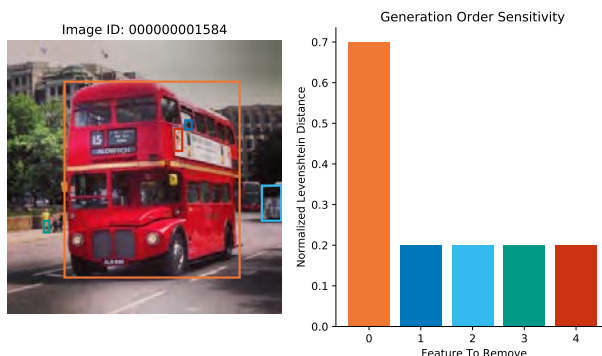 Image ID: 000000001584
15
ALDWYCH
Generation Order Sensitivity
Normalized Levenshtein Distance
0.7
0.6
0.5
0.4
0.3
0.2
0.1
0.0
0 1 2 3 4
Feature To Remove